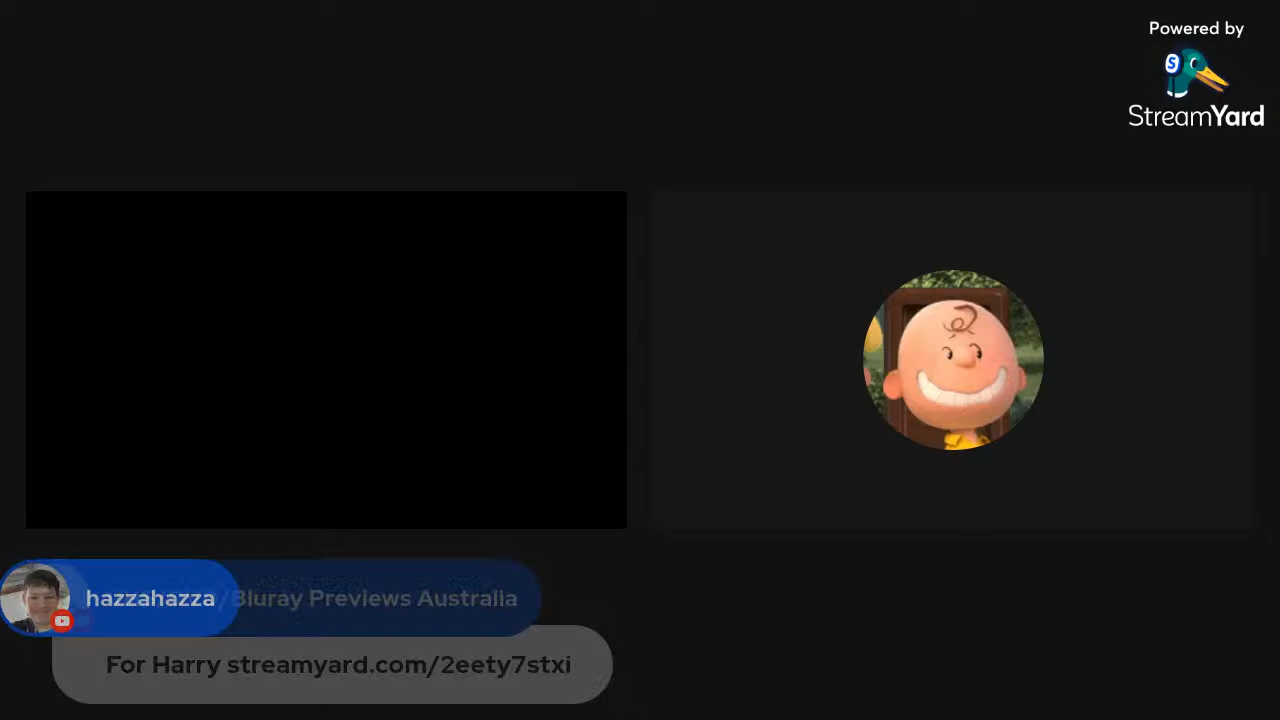 Powered by
StreamYard
hazzahazza/Bluray Previews Australia
For Harry streamyard.com/2eety7stxi